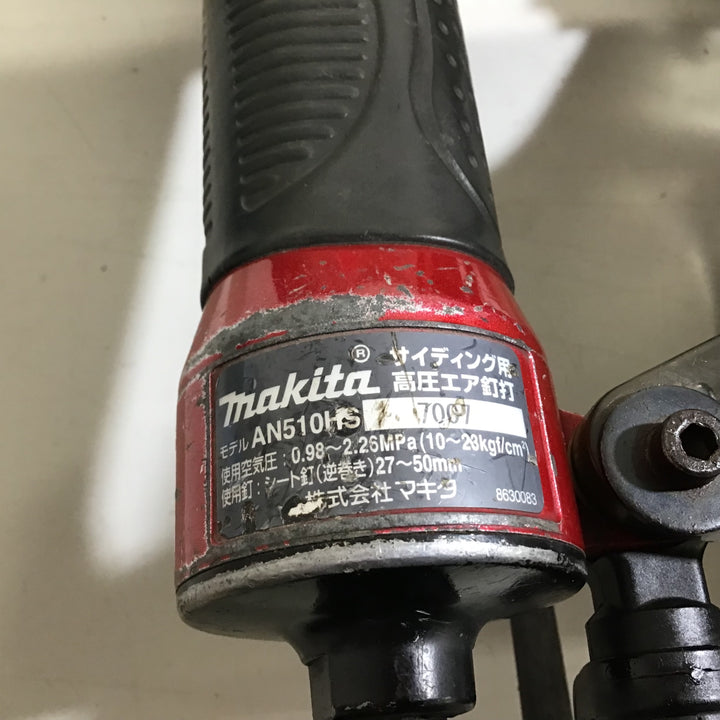 ® サイディング用
makita 高圧エア釘打
モデル AN510HS 7007
使用空気圧：0.98～2.26MPa(10～23kgf/cm²)
使用釘：シート釘(逆巻き)27～50mm
株式会社マキタ 8630083